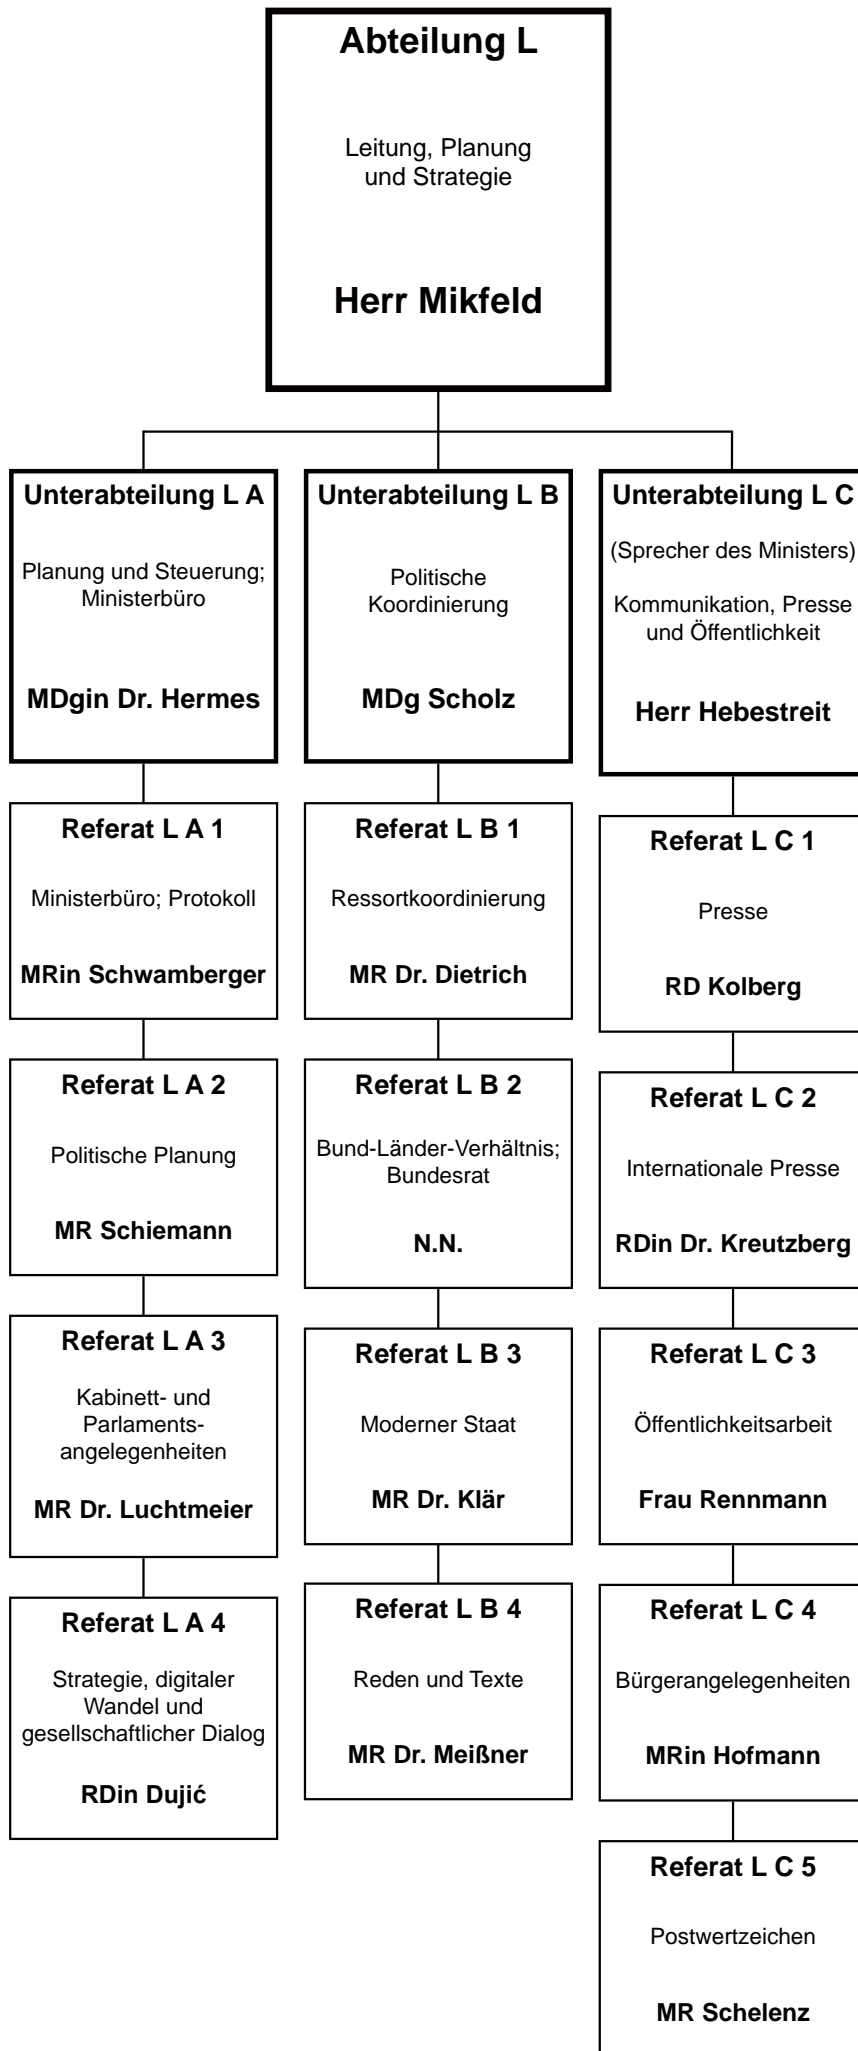 Abteilung L
Leitung, Planung
und Strategie
Herr Mikfeld
Unterabteilung L A
Planung und Steuerung;
Ministerbüro
MDgin Dr. Hermes
Referat L A 1
Ministerbüro; Protokoll
MRin Schwamberger
Referat L A 2
Politische Planung
MR Schiemann
Referat L A 3
Kabinett- und
Parlaments-
angelegenheiten
MR Dr. Luchtmeier
Referat L A 4
Strategie, digitaler
Wandel und
gesellschaftlicher Dialog
RDin Dujić
Unterabteilung L B
Politische
Koordinierung
MDg Scholz
Referat L B 1
Ressortkoordinierung
MR Dr. Dietrich
Referat L B 2
Bund-Länder-Verhältnis;
Bundesrat
N.N.
Referat L B 3
Moderner Staat
MR Dr. Klär
Referat L B 4
Reden und Texte
MR Dr. Meißner
Unterabteilung L C
(Sprecher des Ministers)
Kommunikation, Presse
und Öffentlichkeit
Herr Hebestreit
Referat L C 1
Presse
RD Kolberg
Referat L C 2
Internationale Presse
RDin Dr. Kreutzberg
Referat L C 3
Öffentlichkeitsarbeit
Frau Rennmann
Referat L C 4
Bürgerangelegenheiten
MRin Hofmann
Referat L C 5
Postwertzeichen
MR Schelenz